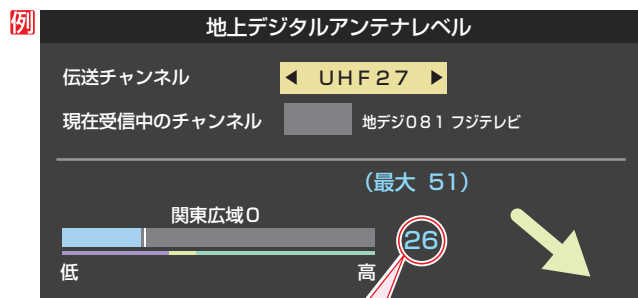 例
地上デジタルアンテナレベル
伝送チャンネル ◀ UHF27 ▶
現在受信中のチャンネル 地デジ081 フジテレビ
(最大 51)
関東広域0
26
低 高